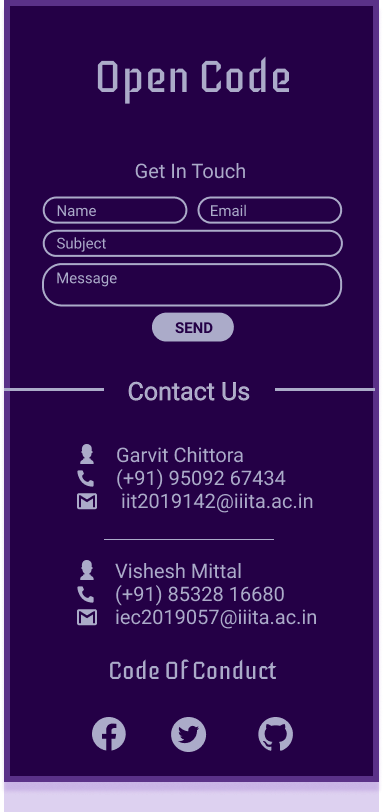 Open Code
Get In Touch
Name Email
Subject
Message
SEND
Contact Us
Garvit Chittora
(+91) 95092 67434
iit2019142@iiita.ac.in
Vishesh Mittal
(+91) 85328 16680
iec2019057@iiita.ac.in
Code Of Conduct